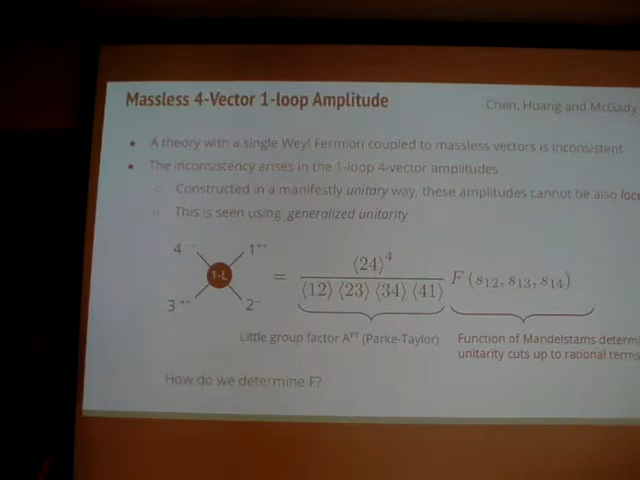 Massless 4-Vector 1-loop Amplitude
Chen, Huang and McGady
• A theory with a single Weyl Fermion coupled to massless vectors is inconsistent
• The inconsistency arises in the 1-loop 4-vector amplitudes
○ Constructed in a manifestly unitary way, these amplitudes cannot be also loc
○ This is seen using generalized unitarity
4 1
1-L
3 2⁻
= ⟨24⟩⁴ / ⟨12⟩ ⟨23⟩ ⟨34⟩ ⟨41⟩ F (s₁₂, s₁₃, s₁₄)
Little group factor Aᴾᵀ (Parke-Taylor)
Function of Mandelstams determi
unitarity cuts up to rational terms
How do we determine F?